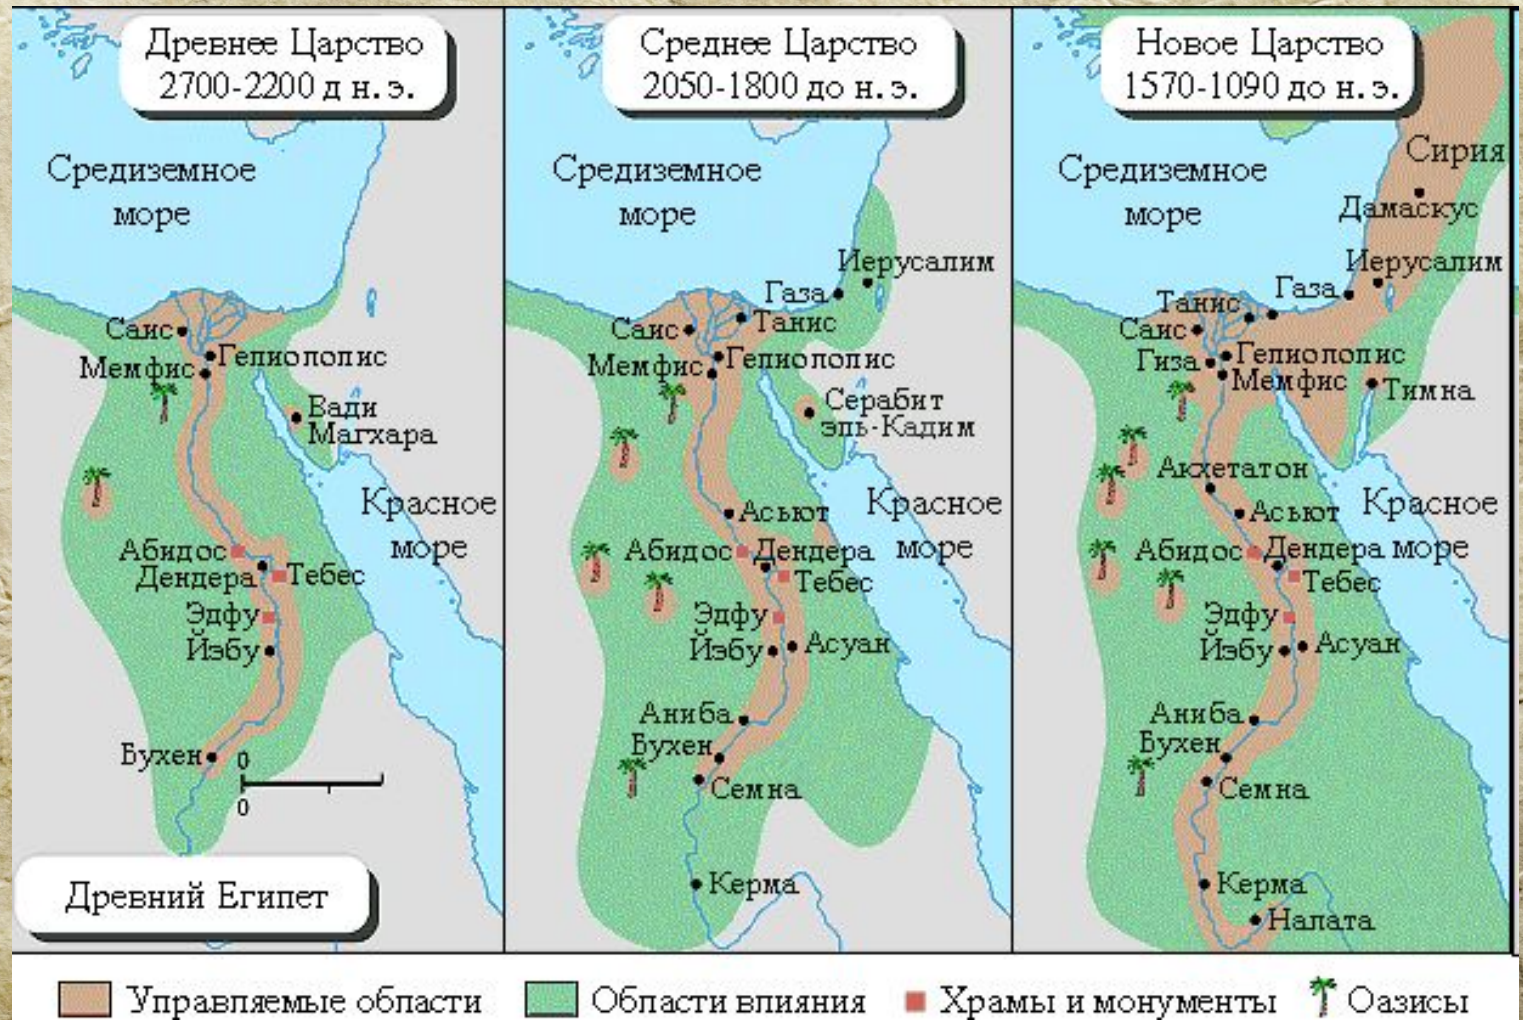 Древнее Царство
2700-2200 д н. э.
Средиземное
море
Саис
Гелиолопис
Мемфис
Вади
Магхара
Красное
море
Абидос
Дендера
Тебес
Эдфу
Йэбу
Бухен
0
0
Древний Египет
Среднее Царство
2050-1800 до н. э.
Средиземное
море
Иерусалим
Газа
Саис
Танис
Гелиолопис
Мемфис
Серабит
эль-Кадим
Красное
море
Асьют
Абидос
Дендера
Тебес
Эдфу
Йэбу
Асуан
Аниба
Бухен
Семна
Керма
Новое Царство
1570-1090 до н. э.
Средиземное
море
Сирия
Дамаскус
Иерусалим
Газа
Танис
Саис
Гиза
Гелиополис
Мемфис
Тимна
Акхетатон
Красное
море
Асьют
Абидос
Дендера
Тебес
Эдфу
Йэбу
Асуан
Аниба
Бухен
Семна
Керма
Напата
Управляемые области
Области влияния
Храмы и монументы
Оазисы